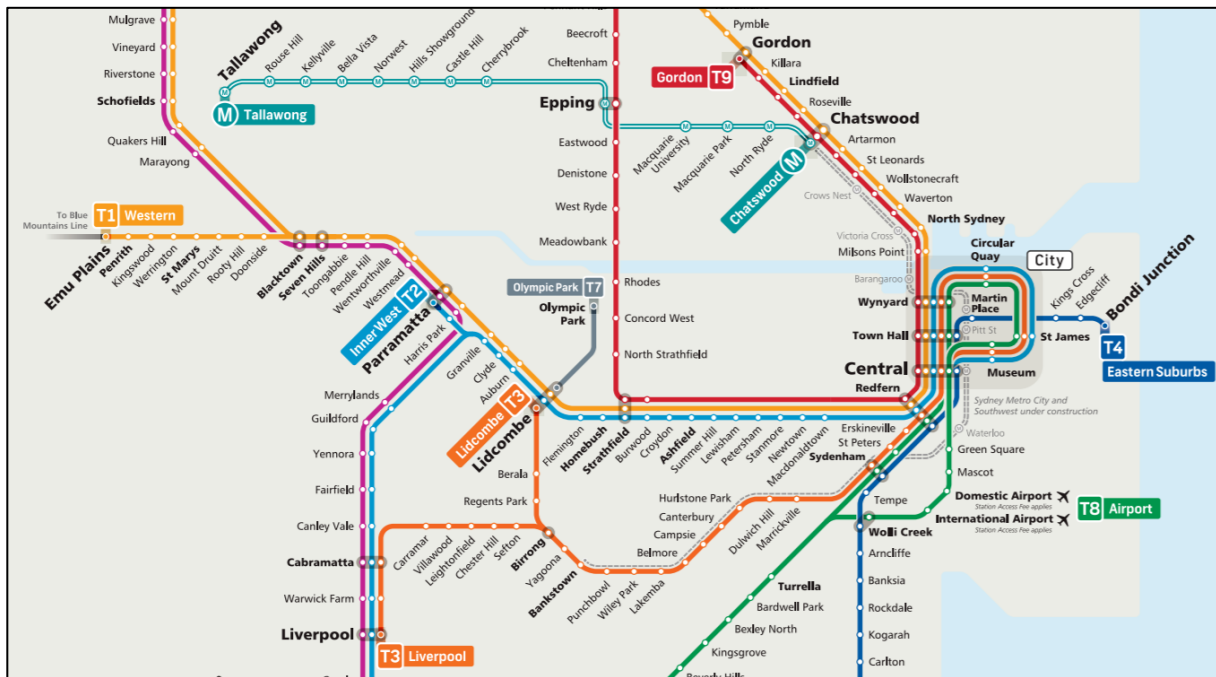 Mulgrave
Vineyard
Riverstone
Schofields
Quakers Hill
Marayong
Tallawong
Rouse Hill
Kellyville
Bella Vista
Norwest
Hills Showground
Castle Hill
Cherrybrook
M
Tallawong
Beecroft
Cheltenham
Epping
Eastwood
Denistone
West Ryde
Meadowbank
Rhodes
Concord West
North Strathfield
Macquarie
University
Macquarie Park
North Ryde
Chatswood M
Pymble
Gordon
Gordon T9
Killara
Lindfield
Roseville
Chatswood
Artarmon
St Leonards
Wollstonecraft
Waverton
North Sydney
Milsons Point
Crows Nest
Victoria Cross
Barangaroo
To Blue
Mountains Line
T1 Western
Emu Plains
Penrith
Kingswood
Werrington
St Marys
Mount Druitt
Rooty Hill
Doonside
Blacktown
Seven Hills
Toongabbie
Pendle Hill
Wentworthville
Westmead
Inner West T2
Parramatta
Harris Park
Granville
Clyde
Auburn
Olympic Park T7
Olympic
Park
Lidcombe T3
Lidcombe
Flemington
Homebush
Strathfield
Burwood
Croydon
Ashfield
Summer Hill
Lewisham
Petersham
Stanmore
Newtown
Macdonaldtown
Circular
Quay
City
Wynyard
Martin
Place
Town Hall
Pitt St
Kings Cross
Edgecliff
Bondi Junction
St James
T4
Eastern Suburbs
Central
Museum
Redfern
Sydney Metro City and
Southwest under construction
Waterloo
Erskineville
St Peters
Sydenham
Green Square
Mascot
Domestic Airport
Station Access Fee applies
International Airport
Station Access Fee applies
T8 Airport
Tempe
Wolli Creek
Arncliffe
Banksia
Rockdale
Kogarah
Carlton
Turrella
Bardwell Park
Bexley North
Kingsgrove
Beverly Hills
Merrylands
Guildford
Yennora
Fairfield
Canley Vale
Cabramatta
Warwick Farm
Liverpool
T3 Liverpool
Carramar
Villawood
Leightonfield
Chester Hill
Sefton
Berala
Regents Park
Birrong
Yagoona
Bankstown
Punchbowl
Wiley Park
Lakemba
Belmore
Campsie
Canterbury
Hurlstone Park
Dulwich Hill
Marrickville